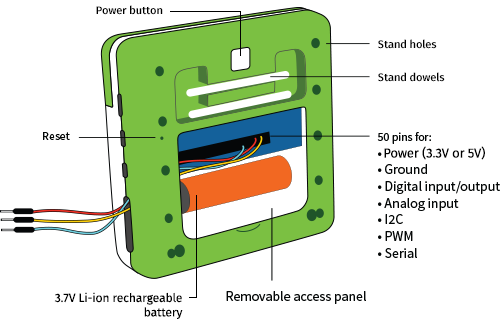 Power button
Stand holes
Stand dowels
Reset
50 pins for:
• Power (3.3V or 5V)
• Ground
• Digital input/output
• Analog input
• I2C
• PWM
• Serial
3.7V Li-ion rechargeable
battery
Removable access panel